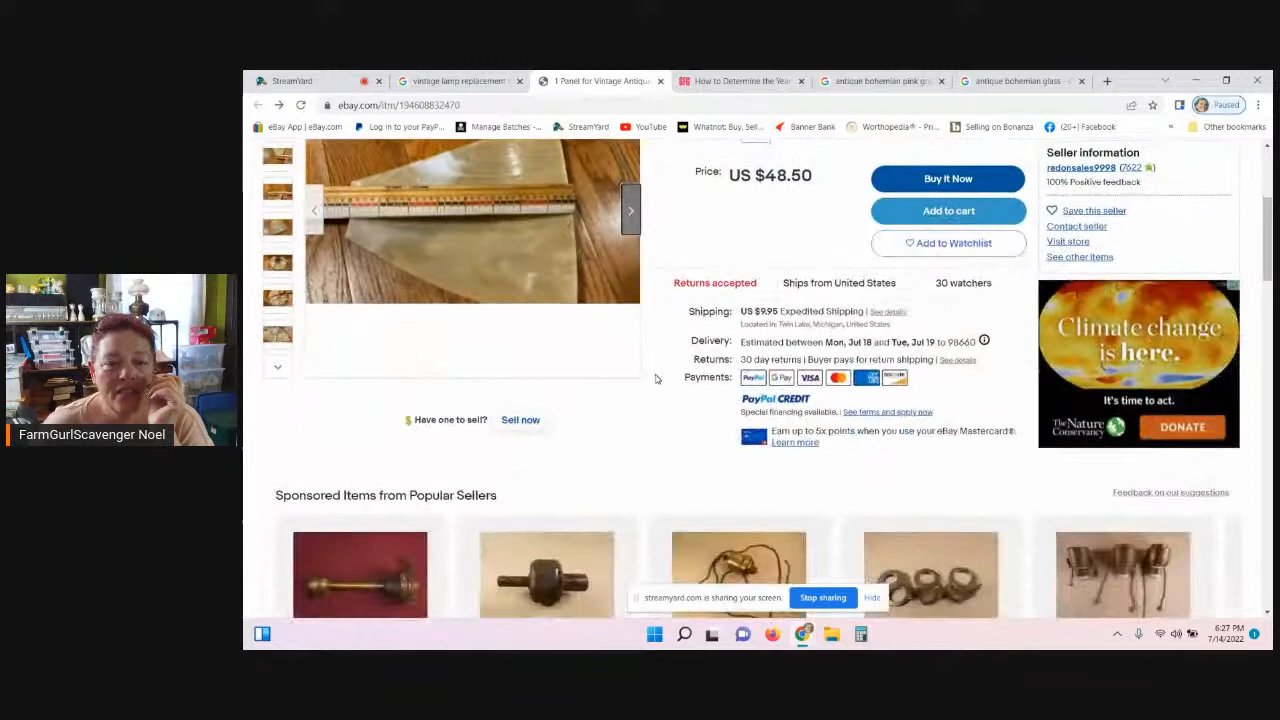 StreamYard
vintage lamp replacement
1 Panel for Vintage Antique
How to Determine the Yea
antique bohemian pink gr
antique bohemian glass -
ebay.com/itm/194608832470
Paused
eBay App | eBay.com
Log in to your PayP...
Manage Batches -...
StreamYard
YouTube
Whatnot: Buy, Sell...
Banner Bank
Worthopedia® - Pri...
Selling on Bonanza
(20+) Facebook
»
Other bookmarks
Price:
US $48.50
Buy It Now
Add to cart
Add to Watchlist
Seller information
radonsales9998 (7622)
100% Positive feedback
Save this seller
Contact seller
Visit store
See other items
Returns accepted
Ships from United States
30 watchers
Shipping:
US $9.95 Expedited Shipping | See details
Located in: Twin Lake, Michigan, United States
Delivery:
Estimated between Mon, Jul 18 and Tue, Jul 19 to 98660
Returns:
30 day returns | Buyer pays for return shipping | See details
Payments:
PayPal
G Pay
VISA
DISCOVER
PayPal CREDIT
Special financing available. | See terms and apply now
Earn up to 5x points when you use your eBay Mastercard®.
Learn more
Have one to sell?
Sell now
Climate change
is here.
It's time to act.
The Nature
Conservancy
DONATE
FarmGurlScavenger Noel
Sponsored Items from Popular Sellers
Feedback on our suggestions
streamyard.com is sharing your screen.
Stop sharing
Hide
6:27 PM
7/14/2022